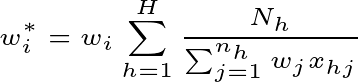 w_i^* = w_i \sum_{h=1}^{H} \frac{N_h}{\sum_{j=1}^{n_h} w_j x_{hj}}